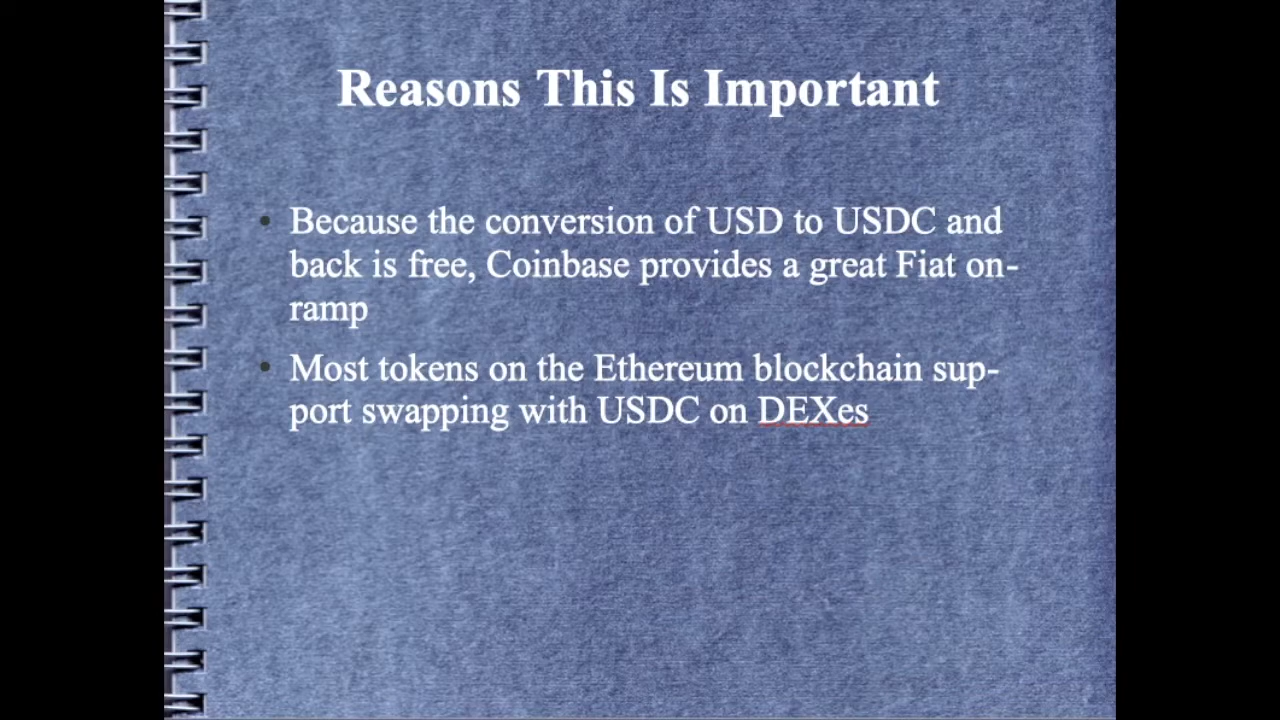 Reasons This Is Important
• Because the conversion of USD to USDC and
back is free, Coinbase provides a great Fiat on-
ramp
• Most tokens on the Ethereum blockchain sup-
port swapping with USDC on DEXes